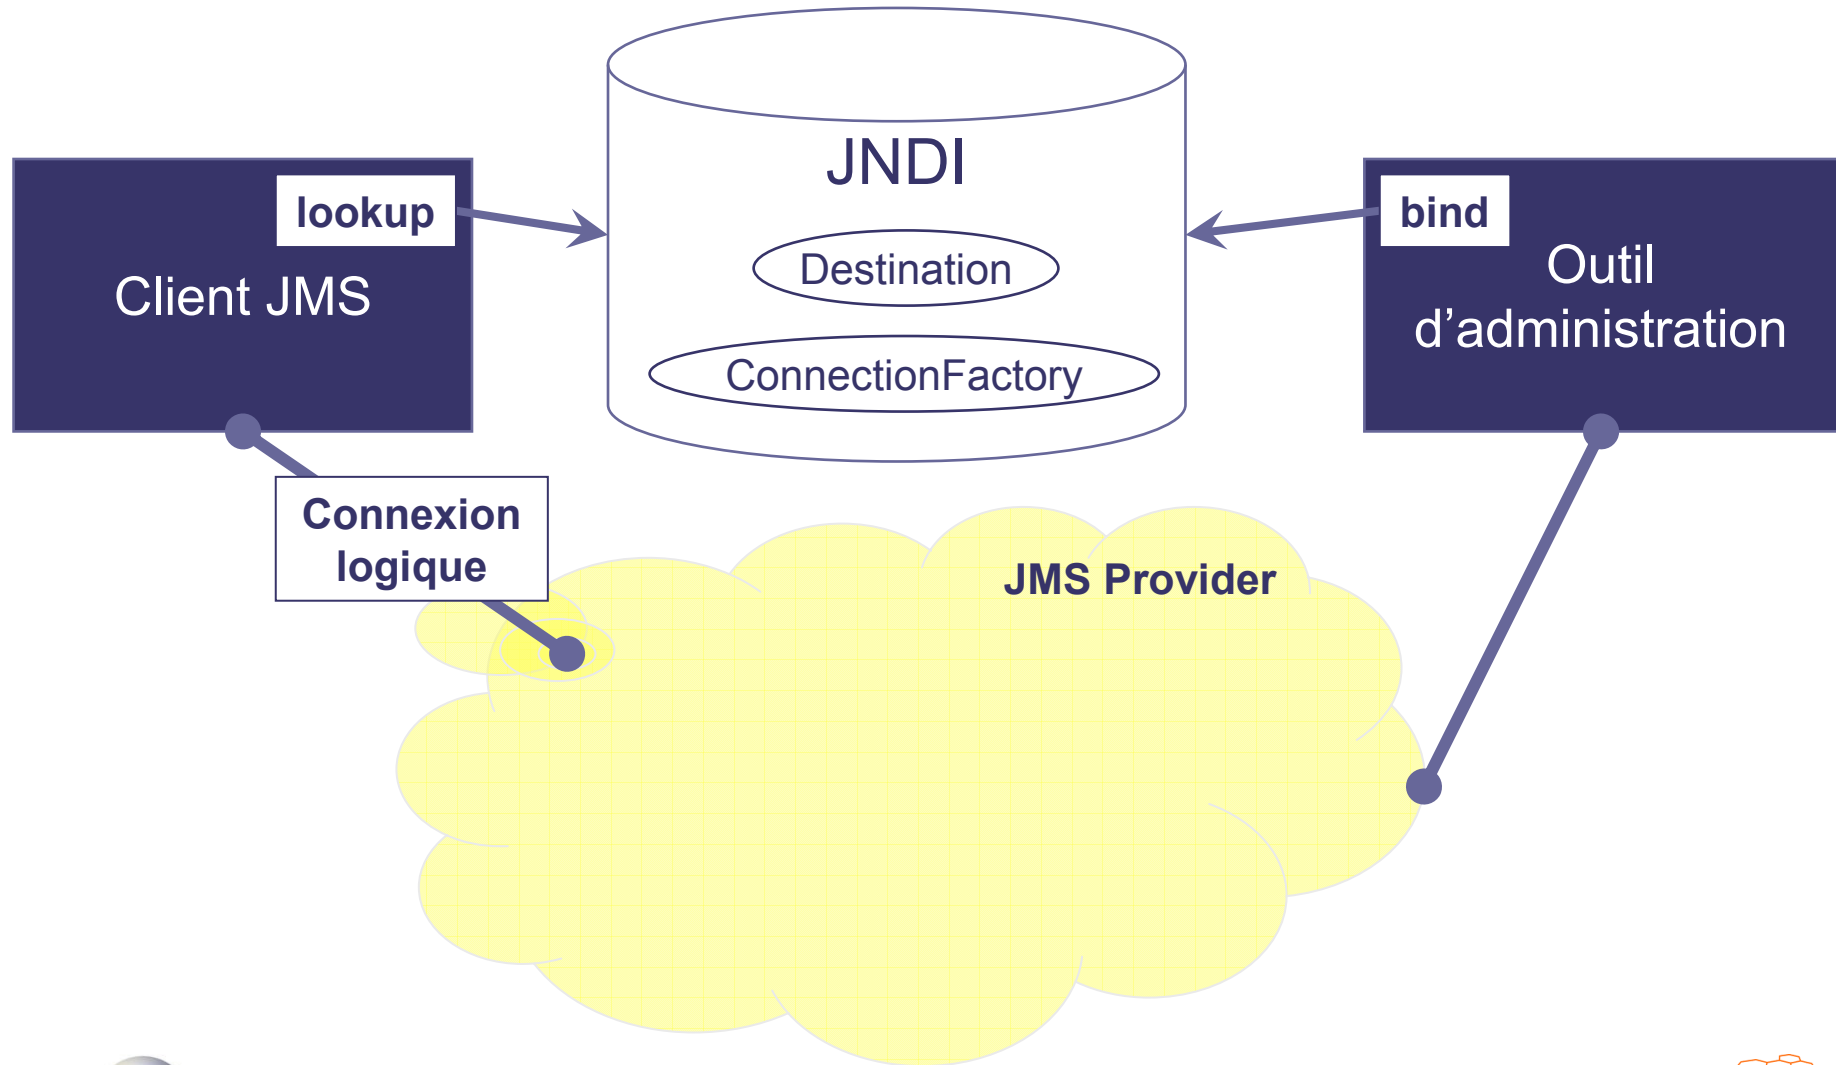 JNDI
lookup
bind
Client JMS
Destination
Outil
d’administration
ConnectionFactory
Connexion
logique
JMS Provider